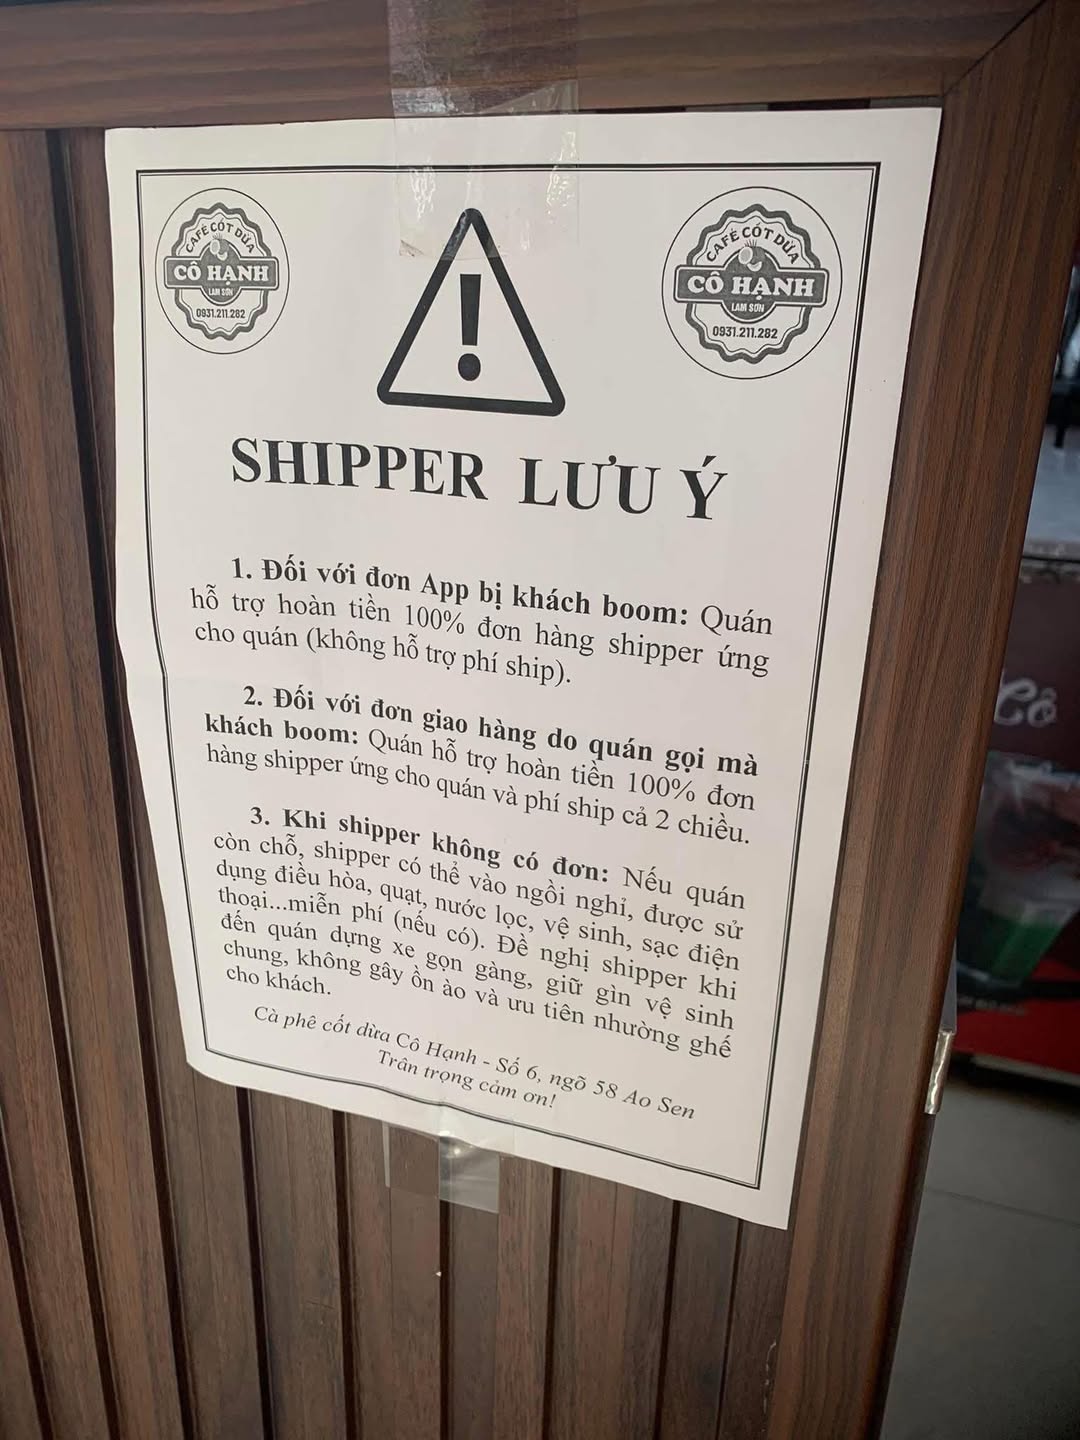 CAFÉ CỐT DỪA
CÔ HẠNH
LAM SƠN
0931.211.282
CAFÉ CỐT DỪA
CÔ HẠNH
LAM SƠN
0931.211.282
SHIPPER LƯU Ý
1. Đối với đơn App bị khách boom: Quán
hỗ trợ hoàn tiền 100% đơn hàng shipper ứng
cho quán (không hỗ trợ phí ship).
2. Đối với đơn giao hàng do quán gọi mà
khách boom: Quán hỗ trợ hoàn tiền 100% đơn
hàng shipper ứng cho quán và phí ship cả 2 chiều.
3. Khi shipper không có đơn: Nếu quán
còn chỗ, shipper có thể vào ngồi nghỉ, được sử
dụng điều hòa, quạt, nước lọc, vệ sinh, sạc điện
thoại...miễn phí (nếu có). Đề nghị shipper khi
đến quán dựng xe gọn gàng, giữ gìn vệ sinh
chung, không gây ồn ào và ưu tiên nhường ghế
cho khách.
Cà phê cốt dừa Cô Hạnh - Số 6, ngõ 58 Ao Sen
Trân trọng cảm ơn!
Cô